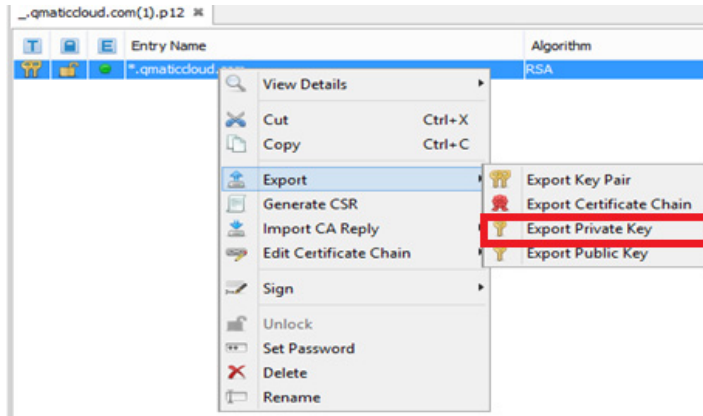 _.qmaticcloud.com(1).p12
T E Entry Name Algorithm
*.qmaticcloud. RSA
View Details
Cut Ctrl+X
Copy Ctrl+C
Export
Generate CSR
Import CA Reply
Edit Certificate Chain
Sign
Unlock
Set Password
Delete
Rename
Export Key Pair
Export Certificate Chain
Export Private Key
Export Public Key